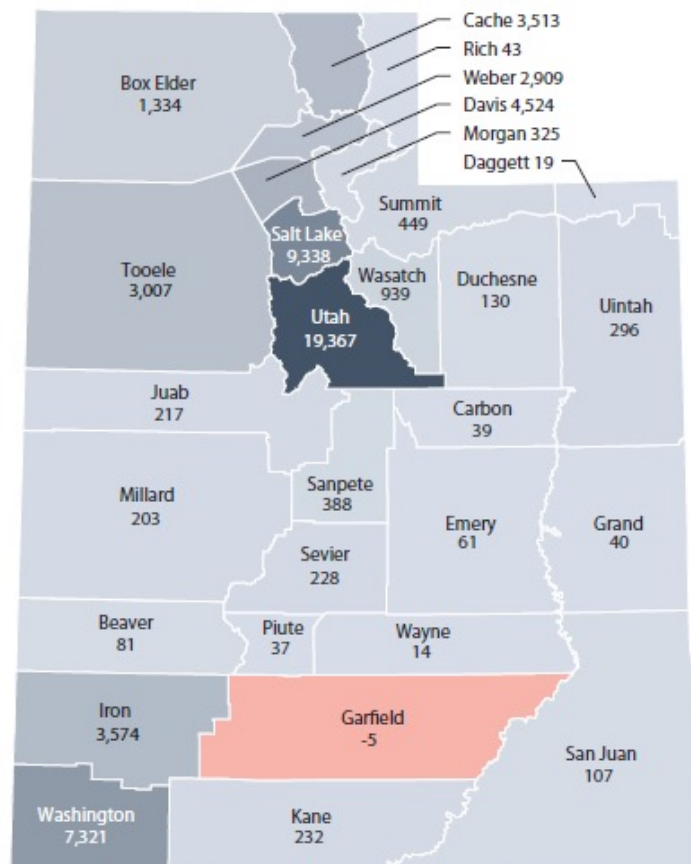 Cache 3,513
Rich 43
Weber 2,909
Davis 4,524
Morgan 325
Daggett 19
Box Elder
1,334
Summit
449
Salt Lake
9,338
Tooele
3,007
Wasatch
939
Duchesne
130
Uintah
296
Utah
19,367
Juab
217
Carbon
39
Sanpete
388
Millard
203
Emery
61
Grand
40
Sevier
228
Beaver
81
Piute
37
Wayne
14
Iron
3,574
Garfield
-5
San Juan
107
Washington
7,321
Kane
232